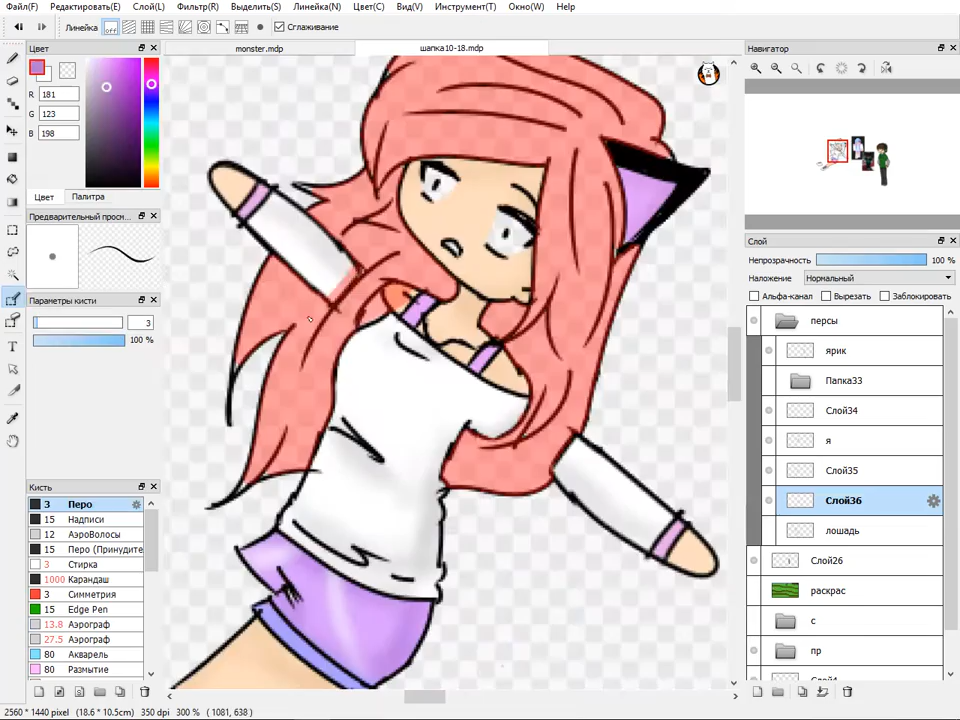 Файл(F) Редактировать(E) Слой(L) Фильтр(R) Выделить(S) Линейка(N) Цвет(C) Вид(V) Инструмент(T) Окно(W) Help
Линейка OFF Сглаживание
Цвет
monster.mdp
шапка10-18.mdp
Навигатор
R 181
G 123
B 198
Цвет Палитра
Предварительный просн
Параметры кисти
3
100 %
Слой
Непрозрачность 100 %
Наложение Нормальный
Альфа-канал Вырезать Заблокировать
персы
ярик
Папка33
Слой34
я
Слой35
Слой36
лошадь
Слой26
раскрас
с
пр
Кисть
3 Перо
15 Надписи
12 АэроВолосы
15 Перо (Принудите
3 Стирка
1000 Карандаш
3 Симметрия
15 Edge Pen
13.8 Аэрограф
27.5 Аэрограф
80 Акварель
80 Размытие
2560 * 1440 pixel (18.6 * 10.5cm) 350 dpi 300 % ( 1081, 638 )